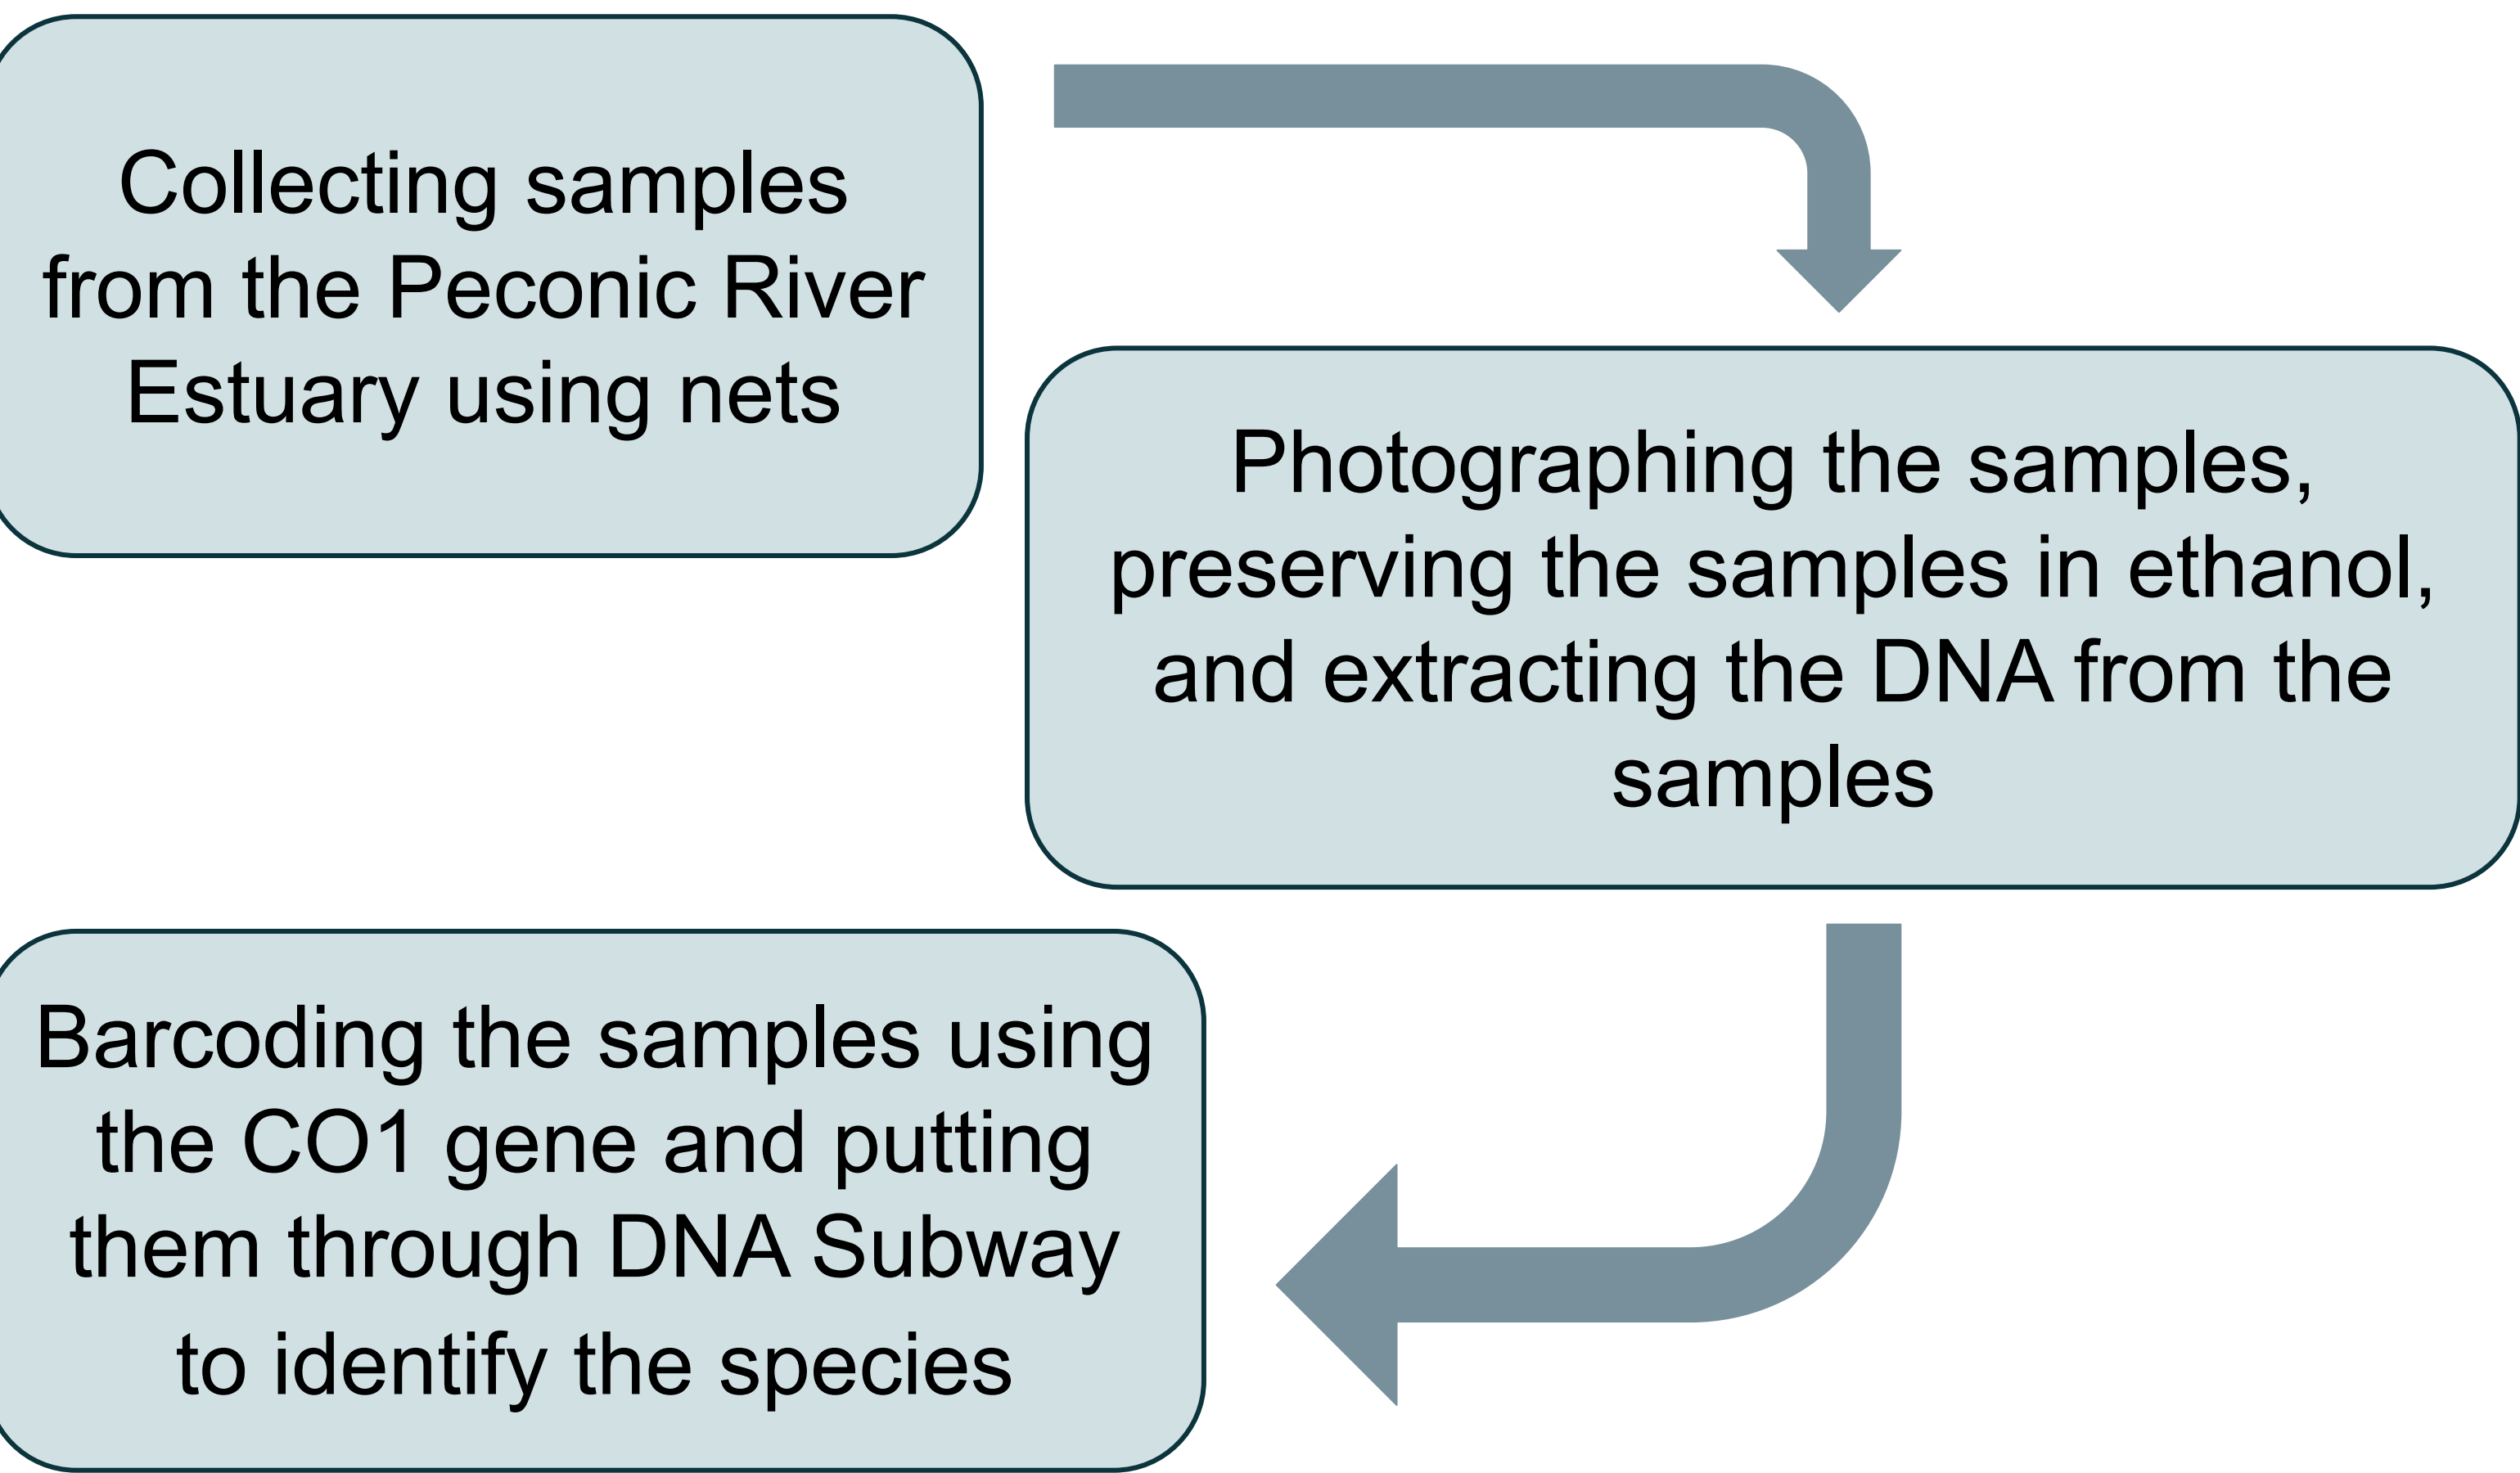 Collecting samples
from the Peconic River
Estuary using nets
Photographing the samples,
preserving the samples in ethanol,
and extracting the DNA from the
samples
Barcoding the samples using
the CO1 gene and putting
them through DNA Subway
to identify the species